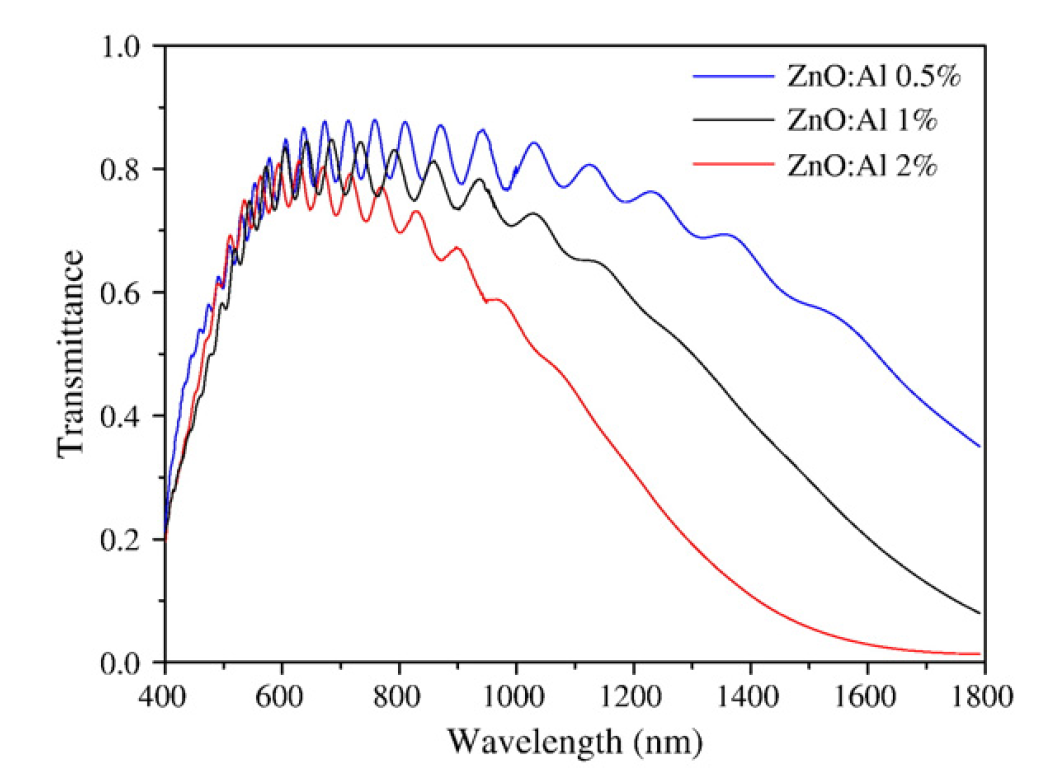 1.0
ZnO:Al 0.5%
ZnO:Al 1%
ZnO:Al 2%
0.8
0.6
0.4
0.2
0.0
Transmittance
400 600 800 1000 1200 1400 1600 1800
Wavelength (nm)